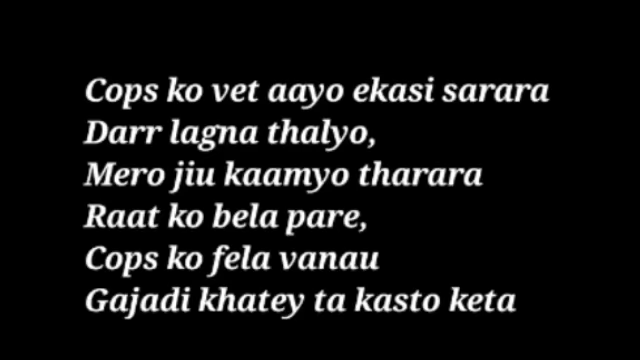 Cops ko vet aayo ekasi sarara
Darr lagna thalyo,
Mero jiu kaamyo tharara
Raat ko bela pare,
Cops ko fela vanau
Gajadi khatey ta kasto keta